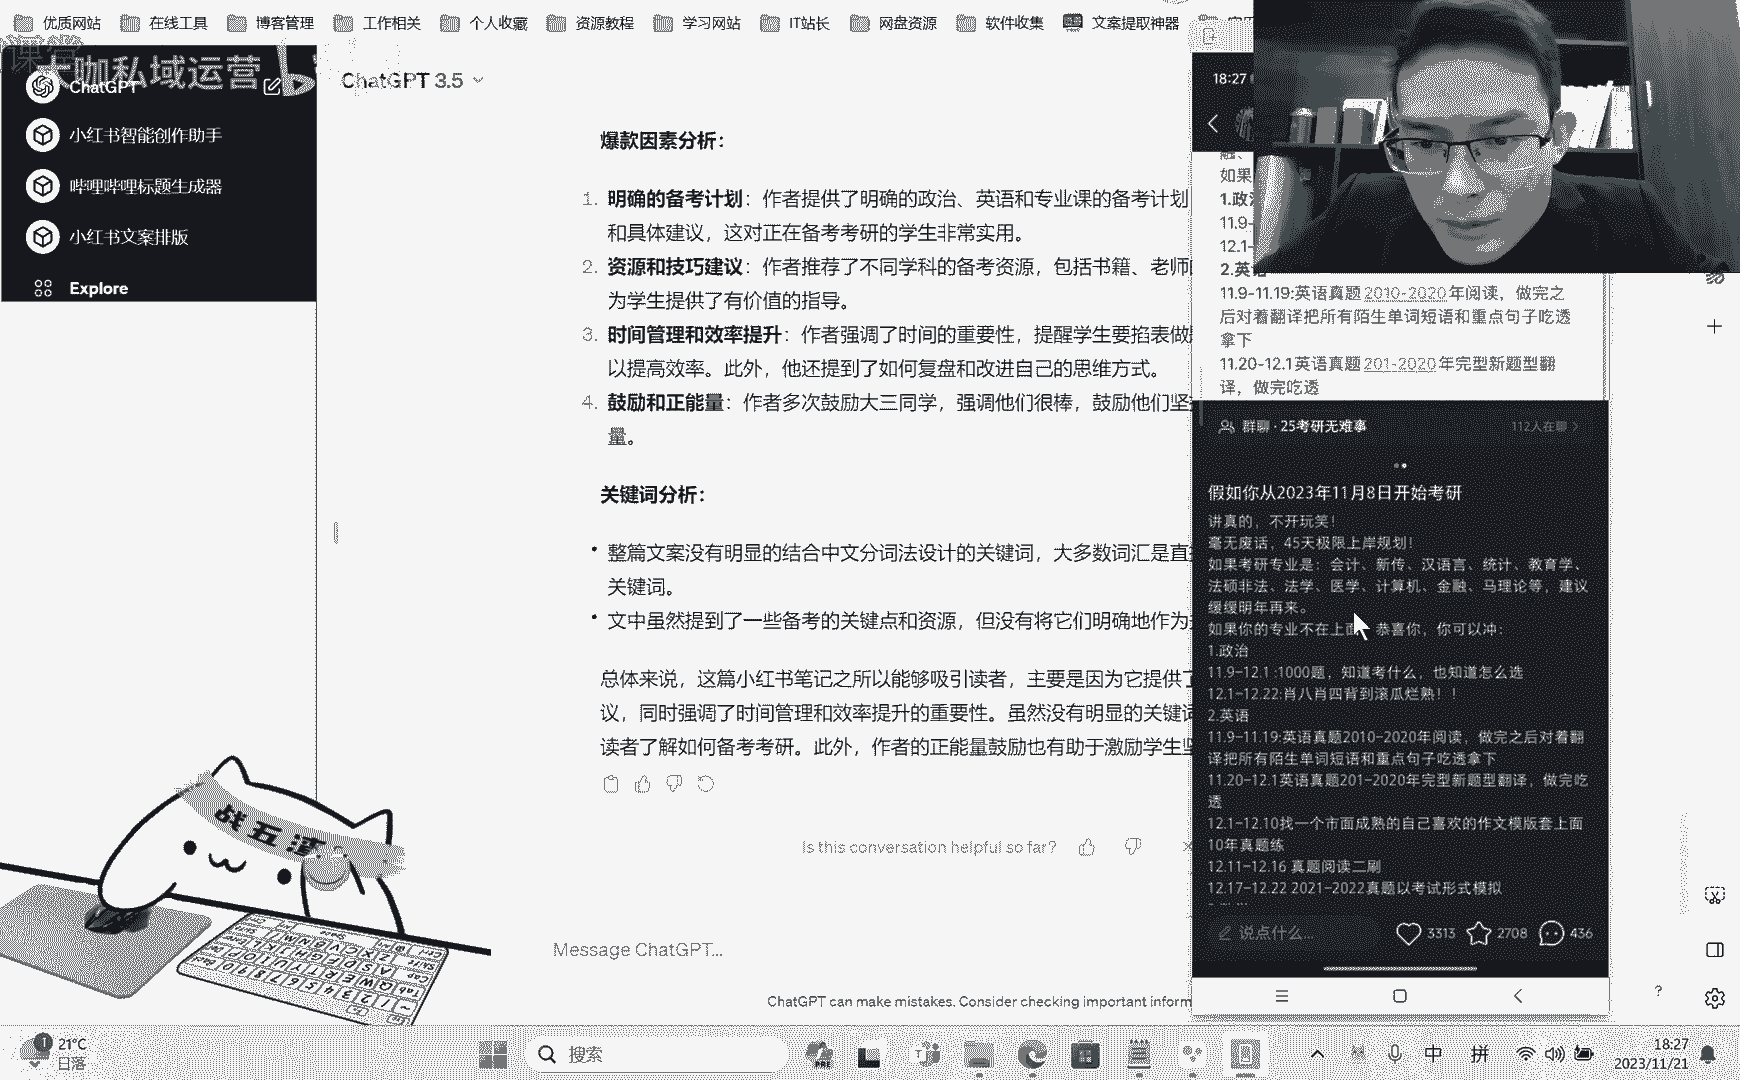 优质网站
在线工具
博客管理
工作相关
个人收藏
资源教程
学习网站
IT站长
网盘资源
软件收集
文案提取神器
课堂
大咖私域运营
ChatGPT
小红书智能创作助手
哔哩哔哩标题生成器
小红书文案排版
Explore
ChatGPT 3.5
爆款因素分析：
1. 明确的备考计划：作者提供了明确的政治、英语和专业课的备考计划
和具体建议，这对正在备考考研的学生非常实用。
2. 资源和技巧建议：作者推荐了不同学科的备考资源，包括书籍、老师
为学生提供了有价值的指导。
3. 时间管理和效率提升：作者强调了时间的重要性，提醒学生要掐表做
以提高效率。此外，他还提到了如何复盘和改进自己的思维方式。
4. 鼓励和正能量：作者多次鼓励大三同学，强调他们很棒，鼓励他们坚
量。
关键词分析：
• 整篇文案没有明显的结合中文分词法设计的关键词，大多数词汇是直
关键词。
• 文中虽然提到了一些备考的关键点和资源，但没有将它们明确地作为
总体来说，这篇小红书笔记之所以能够吸引读者，主要是因为它提供了
议，同时强调了时间管理和效率提升的重要性。虽然没有明显的关键词
读者了解如何备考考研。此外，作者的正能量鼓励也有助于激励学生坚
Is this conversation helpful so far?
Message ChatGPT...
ChatGPT can make mistakes. Consider checking important inform
18:27
如果
1.政治
11.9-
12.1-
2.英语
11.9-11.19:英语真题2010-2020年阅读，做完之
后对着翻译把所有陌生单词短语和重点句子吃透
拿下
11.20-12.1英语真题201-2020年完型新题型翻
译，做完吃透
群聊 · 25考研无难事
112人在聊
假如你从2023年11月8日开始考研
讲真的，不开玩笑！
毫无废话，45天极限上岸规划！
如果考研专业是：会计、新传、汉语言、统计、教育学、
法硕非法、法学、医学、计算机、金融、马理论等，建议
缓缓明年再来。
如果你的专业不在上面 恭喜你，你可以冲：
1.政治
11.9-12.1 :1000题，知道考什么，也知道怎么选
12.1-12.22:肖八肖四背到滚瓜烂熟！！
2.英语
11.9-11.19:英语真题2010-2020年阅读，做完之后对着翻
译把所有陌生单词短语和重点句子吃透拿下
11.20-12.1英语真题201-2020年完型新题型翻译，做完吃
透
12.1-12.10找一个市面成熟的自己喜欢的作文模版套上面
10年真题练
12.11-12.16 真题阅读二刷
12.17-12.22 2021-2022真题以考试形式模拟
说点什么...
3313
2708
436
战五渣
21°C
日落
搜索
中
拼
18:27
2023/11/21